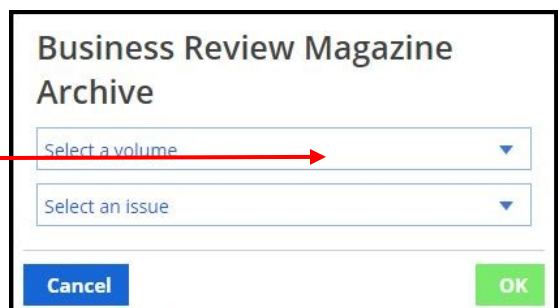 Business Review Magazine
Archive
Select a volume
Select an issue
Cancel
OK